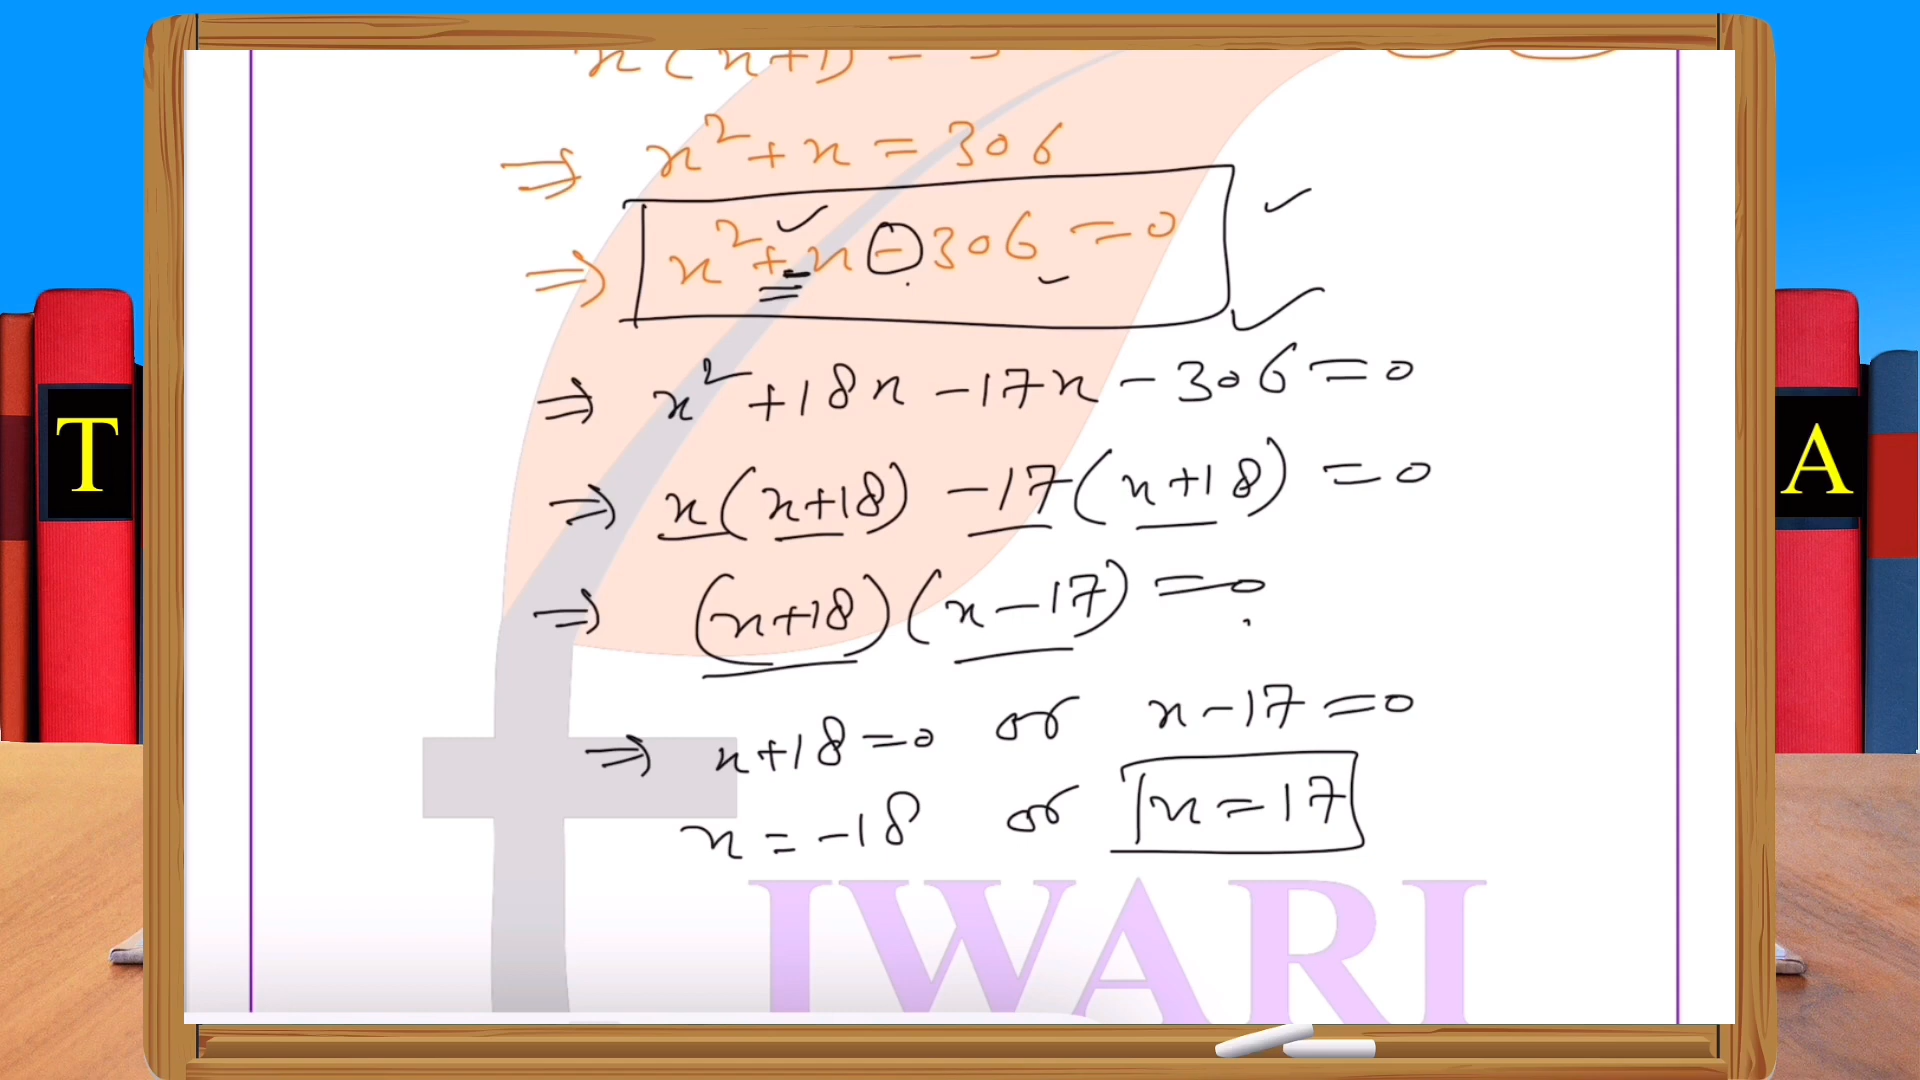 x(x+1) =
⇒ x²+x = 306
⇒ x²+x-306 = 0
⇒ x²+18x-17x-306=0
⇒ x(x+18) -17(x+18) = 0
⇒ (x+18)(x-17) = 0
⇒ x+18=0 or x-17=0
x = -18 or x=17
T
A
IWARI